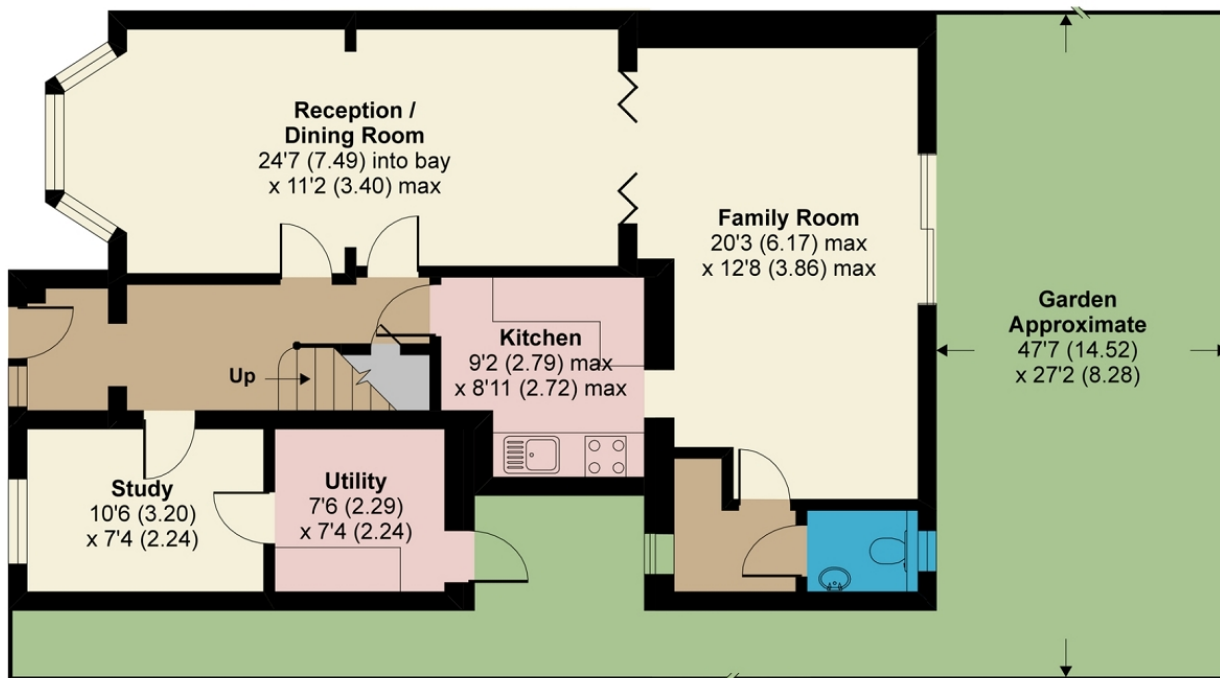 Reception /
Dining Room
24'7 (7.49) into bay
x 11'2 (3.40) max
Family Room
20'3 (6.17) max
x 12'8 (3.86) max
Garden
Approximate
47'7 (14.52)
x 27'2 (8.28)
Kitchen
9'2 (2.79) max
x 8'11 (2.72) max
Up
Study
10'6 (3.20)
x 7'4 (2.24)
Utility
7'6 (2.29)
x 7'4 (2.24)